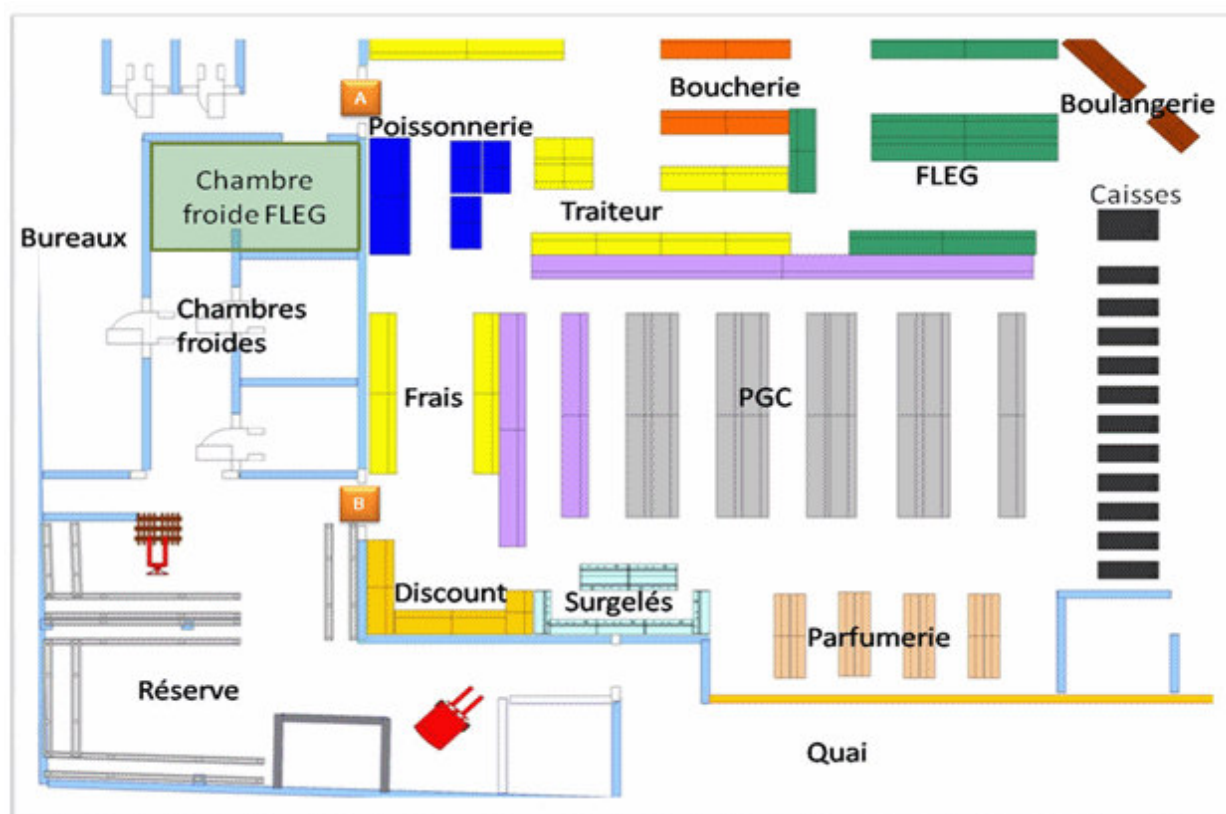 A
Boucherie
Boulangerie
Poissonnerie
Chambre
froide FLEG
FLEG
Caisses
Traiteur
Bureaux
Chambres
froides
Frais
PGC
B
Discount
Surgelés
Parfumerie
Réserve
Quai